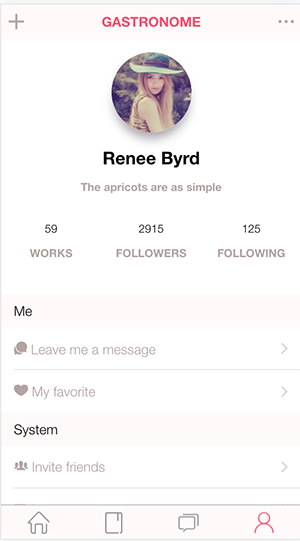 GASTRONOME
Renee Byrd
The apricots are as simple
59 2915 125
WORKS FOLLOWERS FOLLOWING
Me
Leave me a message
My favorite
System
Invite friends